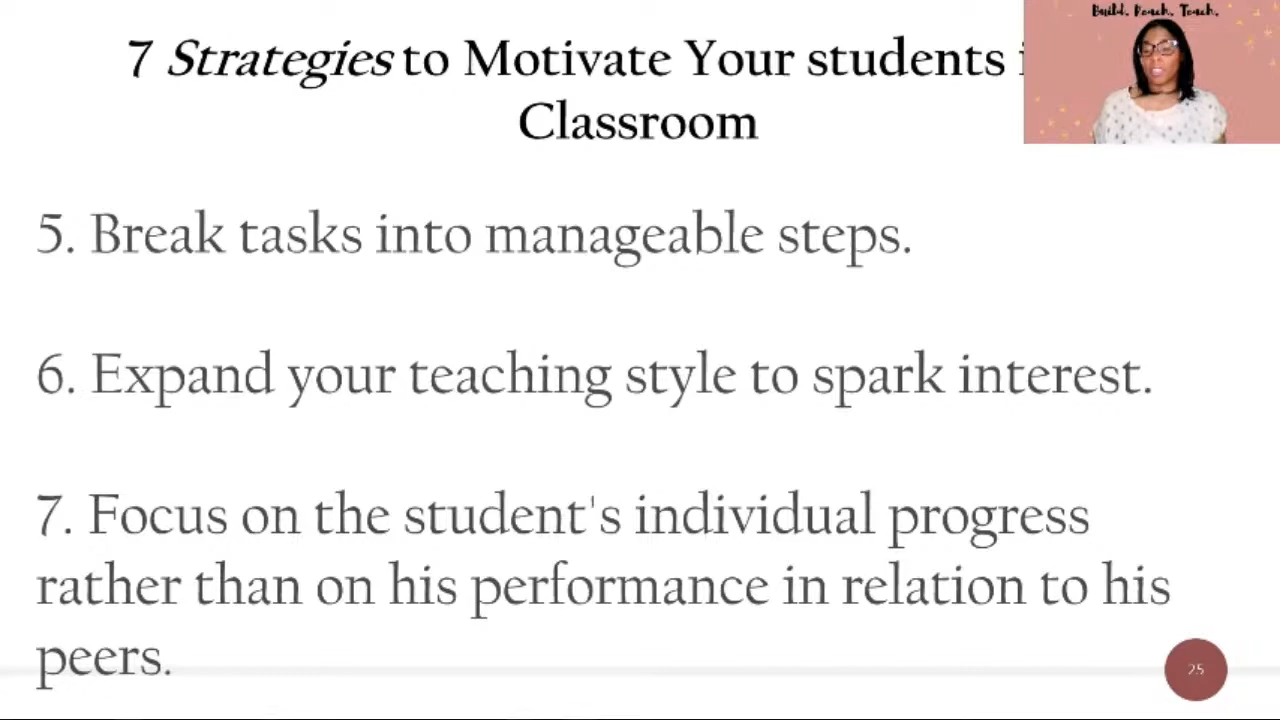 Build. Reach. Teach.
7 Strategies to Motivate Your students i
Classroom
5. Break tasks into manageable steps.
6. Expand your teaching style to spark interest.
7. Focus on the student's individual progress
rather than on his performance in relation to his
peers.
25